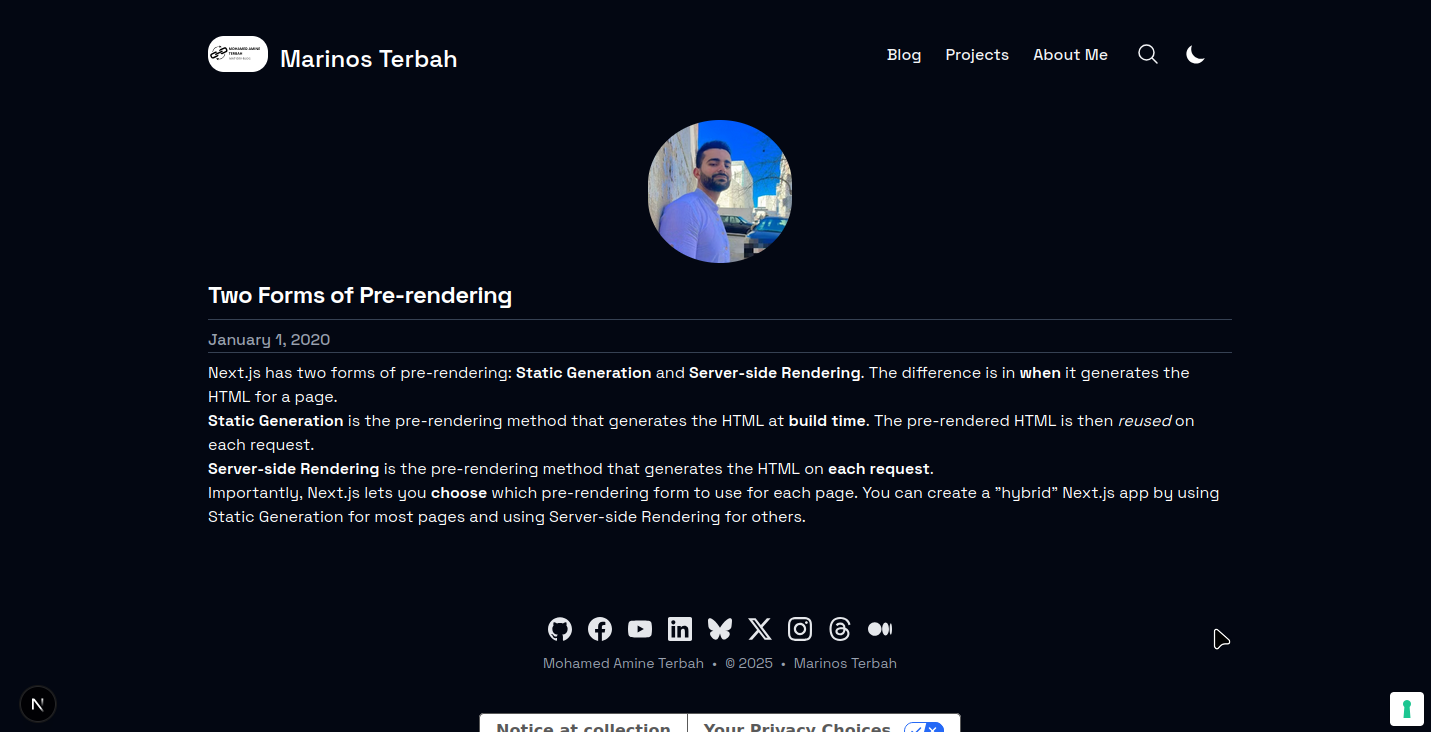 MOHAMED AMINE
TERBAH
Marinos Terbah
Blog Projects About Me
Two Forms of Pre-rendering
January 1, 2020
Next.js has two forms of pre-rendering: Static Generation and Server-side Rendering. The difference is in when it generates the
HTML for a page.
Static Generation is the pre-rendering method that generates the HTML at build time. The pre-rendered HTML is then reused on
each request.
Server-side Rendering is the pre-rendering method that generates the HTML on each request.
Importantly, Next.js lets you choose which pre-rendering form to use for each page. You can create a "hybrid" Next.js app by using
Static Generation for most pages and using Server-side Rendering for others.
Mohamed Amine Terbah • © 2025 • Marinos Terbah
N
Notice at collection Your Privacy Choices